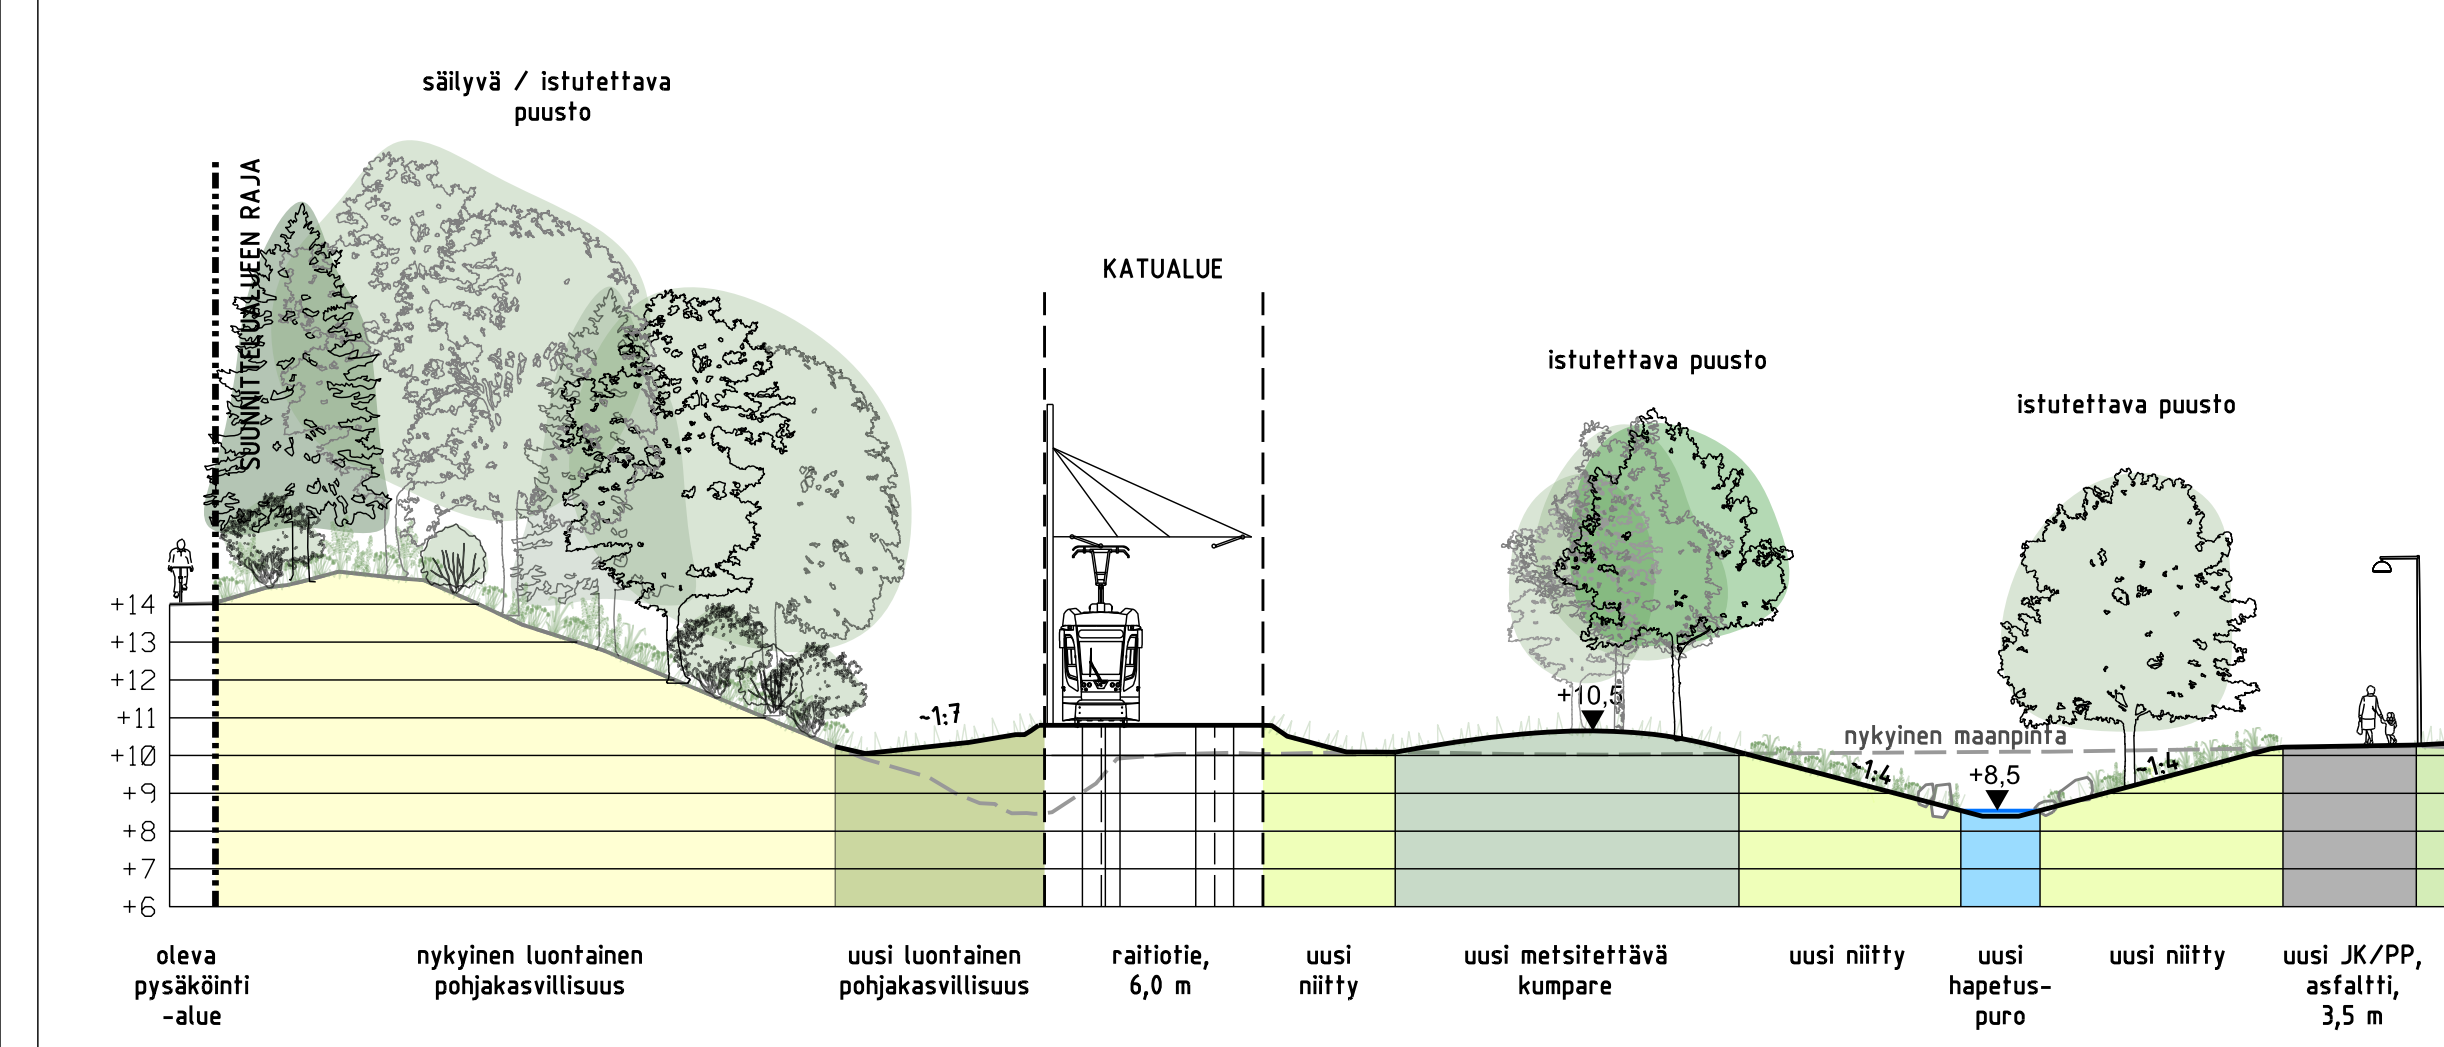 säilyvä / istutettava
puusto
SUUNNITTELUALUEEN RAJA
KATUALUE
istutettava puusto
istutettava puusto
+14
+13
+12
+11
+10
+9
+8
+7
+6
~1:7
+10,5
nykyinen maanpinta
~1:4
+8,5
~1:4
oleva
pysäköinti
-alue
nykyinen luontainen
pohjakasvillisuus
uusi luontainen
pohjakasvillisuus
raitiotie,
6,0 m
uusi
niitty
uusi metsitettävä
kumpare
uusi niitty
uusi
hapetus-
puro
uusi niitty
uusi JK/PP,
asfaltti,
3,5 m